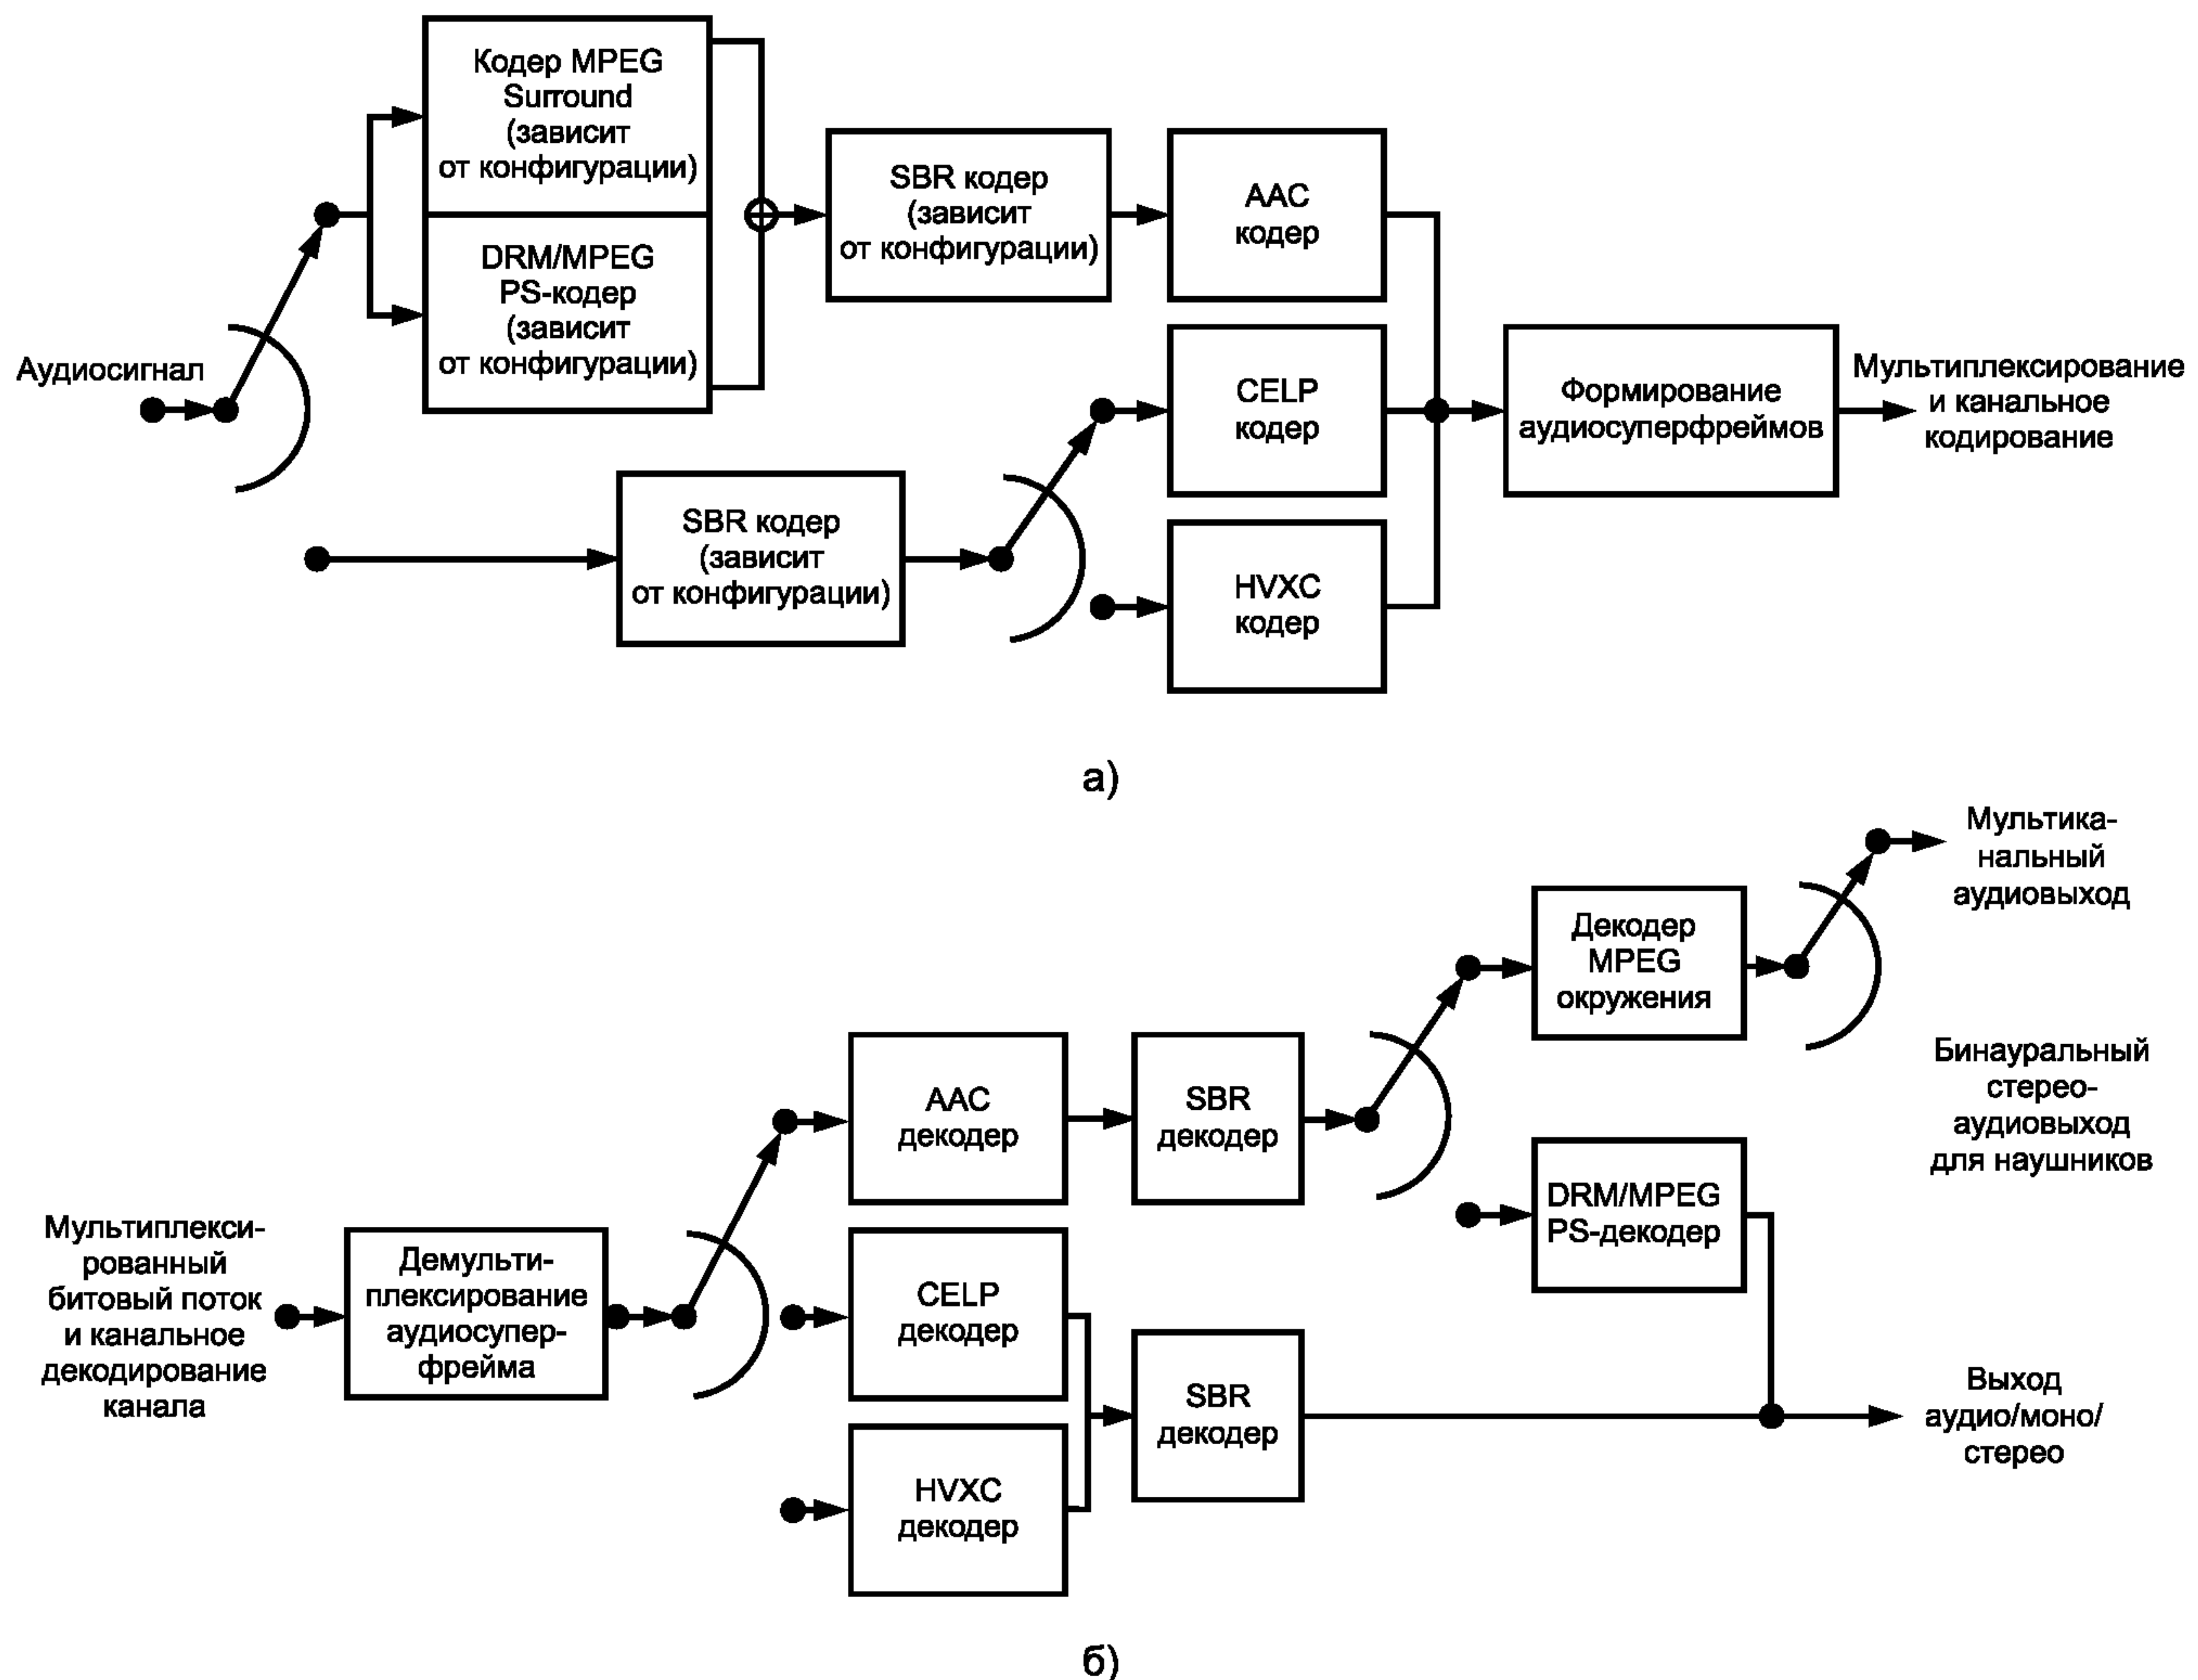 Кодер MPEG
Surround
(зависит
от конфигурации)
DRM/MPEG
PS-кодер
(зависит
от конфигурации)
SBR кодер
(зависит
от конфигурации)
AAC
кодер
Аудиосигнал
CELP
кодер
Формирование
аудиосуперфреймов
Мультиплексирование
и канальное
кодирование
SBR кодер
(зависит
от конфигурации)
HVXC
кодер
а)
Мультика-
нальный
аудиовыход
Декодер
MPEG
окружения
Бинауральный
стерео-
аудиовыход
для наушников
AAC
декодер
SBR
декодер
DRM/MPEG
PS-декодер
Мультиплекси-
рованный
битовый поток
и канальное
декодирование
канала
Демульти-
плексирование
аудиосупер-
фрейма
CELP
декодер
SBR
декодер
Выход
аудио/моно/
стерео
HVXC
декодер
б)